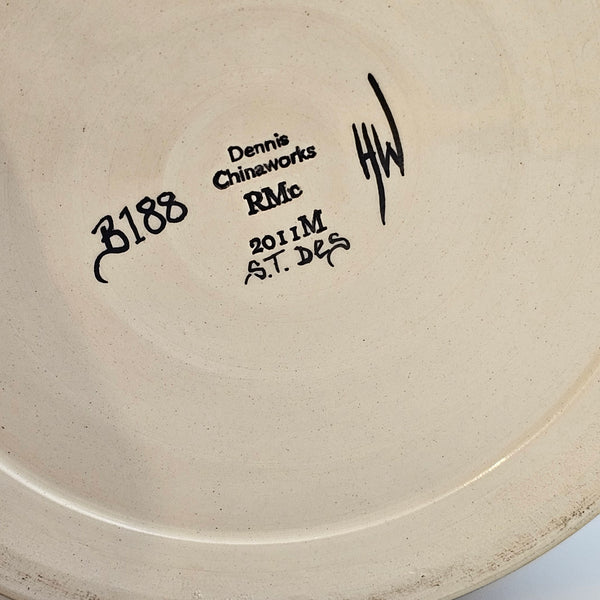 Dennis
Chinaworks
RMc
2011M
S.T. DES
B188
HW